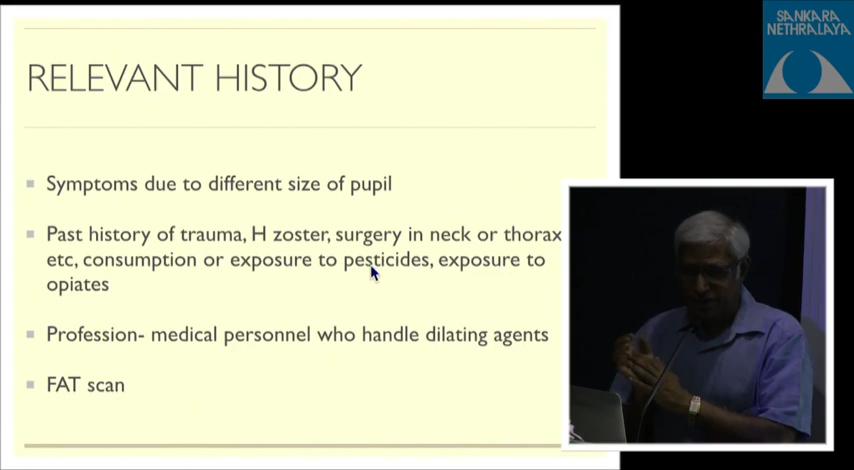 SANKARA
NETHRALAYA
RELEVANT HISTORY
Symptoms due to different size of pupil
Past history of trauma, H zoster, surgery in neck or thorax
etc, consumption or exposure to pesticides, exposure to
opiates
Profession- medical personnel who handle dilating agents
FAT scan